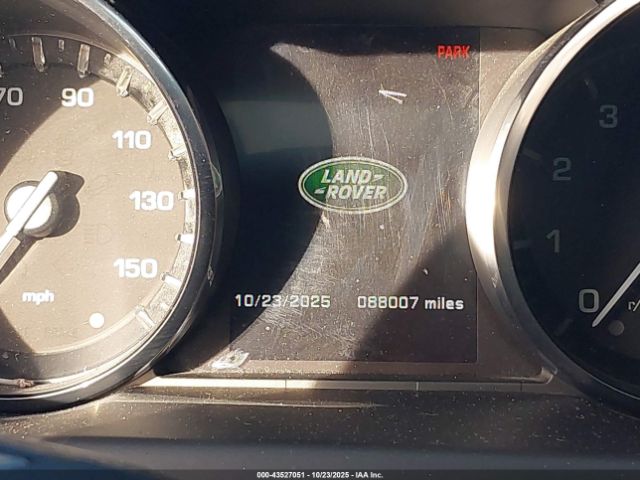 PARK
70
90
110
130
150
mph
LAND-
-ROVER
10/23/2025 088007 miles
3
2
1
0
r/
000-43527051 - 10/23/2025 - IAA Inc.